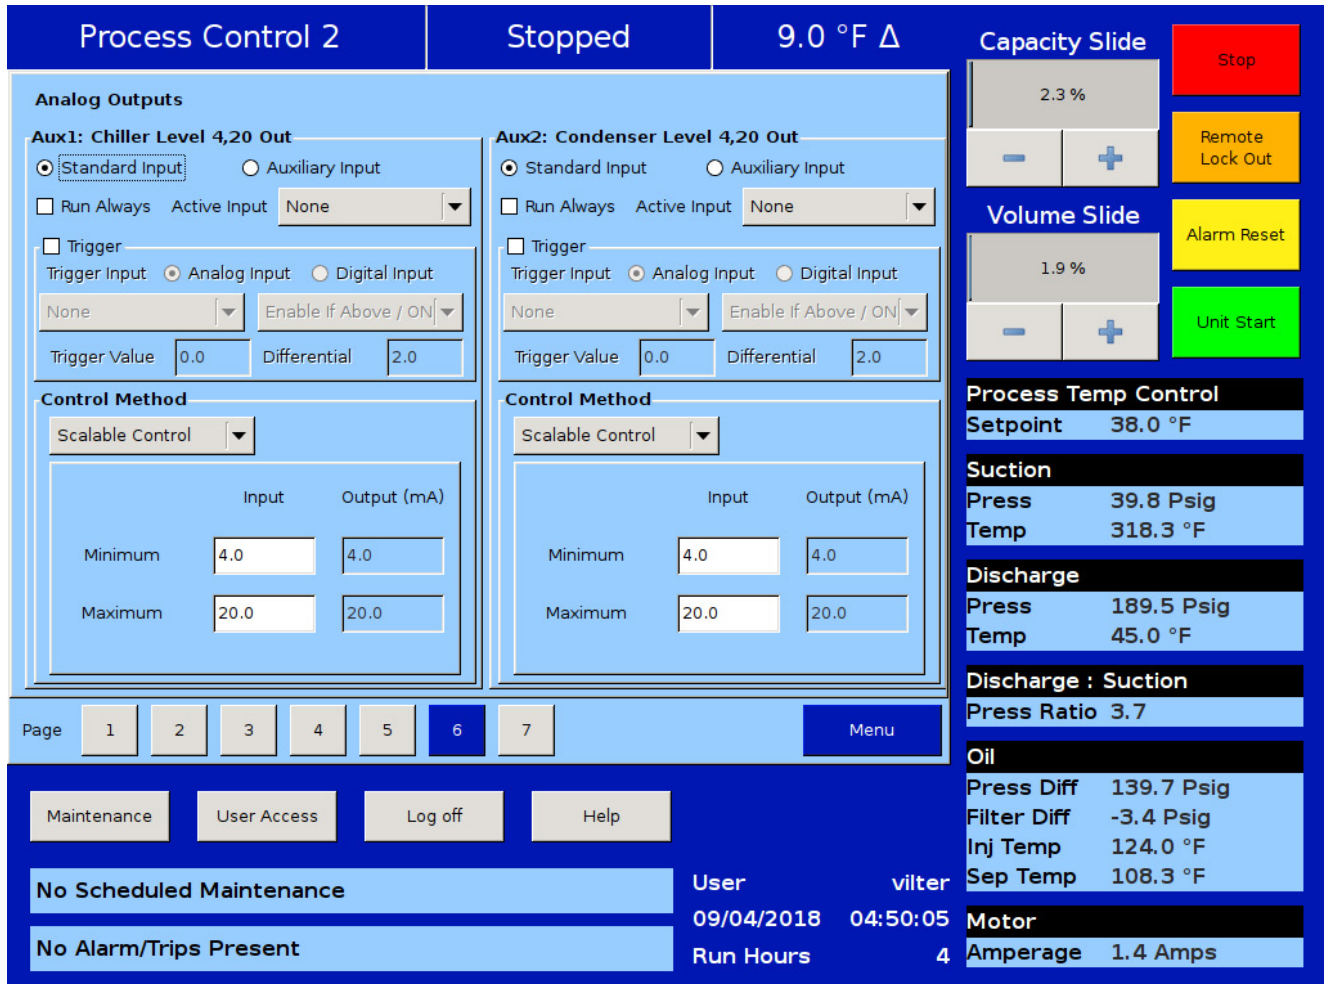 Process Control 2
Stopped
9.0 °F Δ
Analog Outputs
Aux1: Chiller Level 4,20 Out
Standard Input
Auxiliary Input
Run Always
Active Input
None
Trigger
Trigger Input
Analog Input
Digital Input
None
Enable If Above / ON
Trigger Value
0.0
Differential
2.0
Control Method
Scalable Control
Input
Output (mA)
Minimum
4.0
4.0
Maximum
20.0
20.0
Aux2: Condenser Level 4,20 Out
Standard Input
Auxiliary Input
Run Always
Active Input
None
Trigger
Trigger Input
Analog Input
Digital Input
None
Enable If Above / ON
Trigger Value
0.0
Differential
2.0
Control Method
Scalable Control
Input
Output (mA)
Minimum
4.0
4.0
Maximum
20.0
20.0
Page
1
2
3
4
5
6
7
Menu
Maintenance
User Access
Log off
Help
No Scheduled Maintenance
No Alarm/Trips Present
User vilter
09/04/2018 04:50:05
Run Hours 4
Capacity Slide
2.3 %
Volume Slide
1.9 %
Stop
Remote
Lock Out
Alarm Reset
Unit Start
Process Temp Control
Setpoint 38.0 °F
Suction
Press 39.8 Psig
Temp 318.3 °F
Discharge
Press 189.5 Psig
Temp 45.0 °F
Discharge : Suction
Press Ratio 3.7
Oil
Press Diff 139.7 Psig
Filter Diff -3.4 Psig
Inj Temp 124.0 °F
Sep Temp 108.3 °F
Motor
Amperage 1.4 Amps